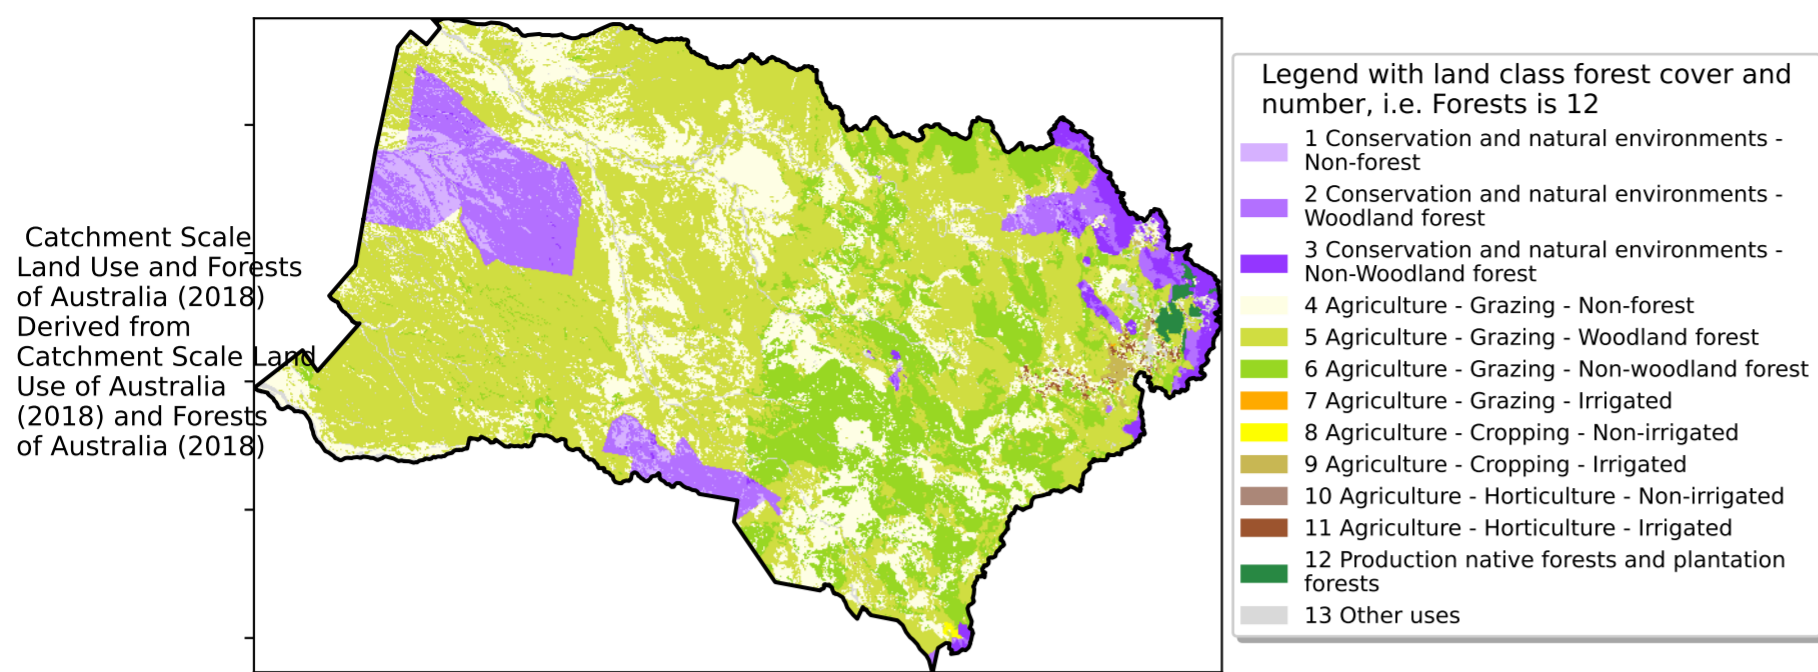 Catchment Scale
Land Use and Forests
of Australia (2018)
Derived from
Catchment Scale Land
Use of Australia
(2018) and Forests
of Australia (2018)
Legend with land class forest cover and
number, i.e. Forests is 12
1 Conservation and natural environments -
Non-forest
2 Conservation and natural environments -
Woodland forest
3 Conservation and natural environments -
Non-Woodland forest
4 Agriculture - Grazing - Non-forest
5 Agriculture - Grazing - Woodland forest
6 Agriculture - Grazing - Non-woodland forest
7 Agriculture - Grazing - Irrigated
8 Agriculture - Cropping - Non-irrigated
9 Agriculture - Cropping - Irrigated
10 Agriculture - Horticulture - Non-irrigated
11 Agriculture - Horticulture - Irrigated
12 Production native forests and plantation
forests
13 Other uses